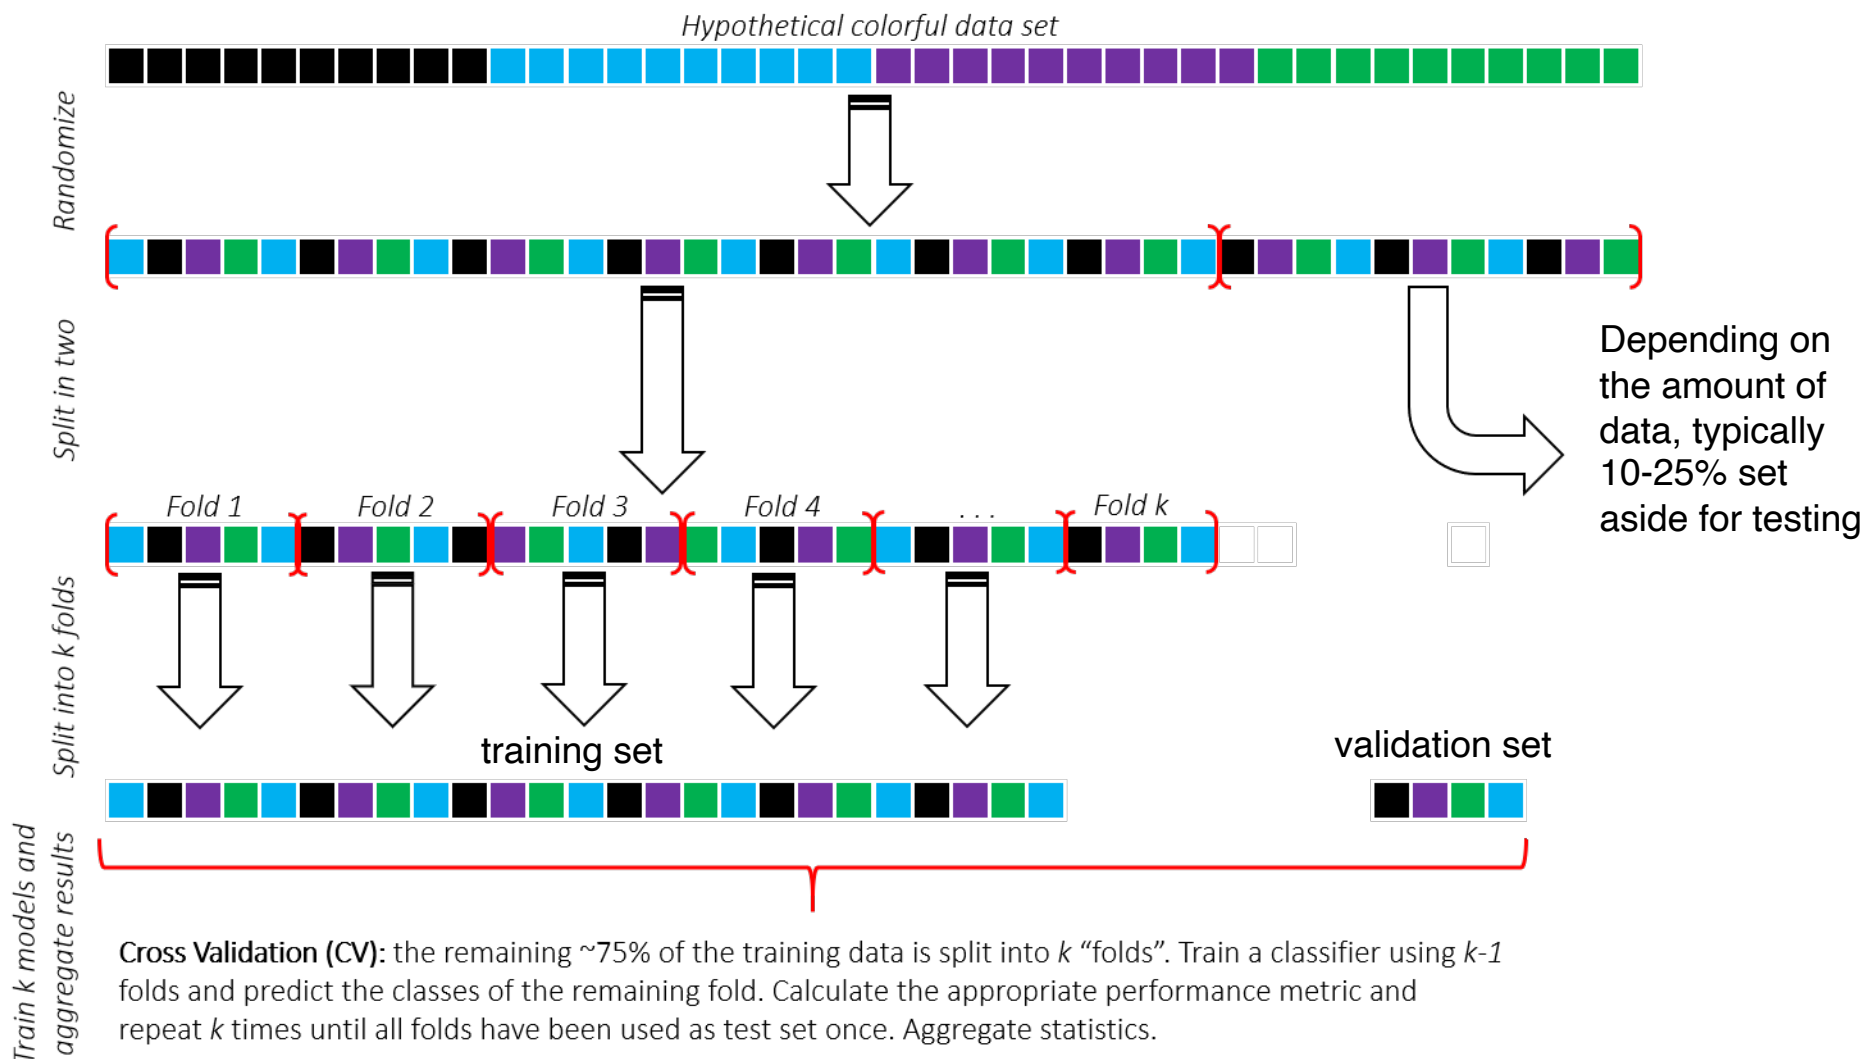 Hypothetical colorful data set
Randomize
Split in two
Depending on
the amount of
data, typically
10-25% set
aside for testing
Fold 1
Fold 2
Fold 3
Fold 4
. . .
Fold k
Split into k folds
training set
validation set
Train k models and
aggregate results
Cross Validation (CV): the remaining ~75% of the training data is split into k “folds”. Train a classifier using k-1
folds and predict the classes of the remaining fold. Calculate the appropriate performance metric and
repeat k times until all folds have been used as test set once. Aggregate statistics.